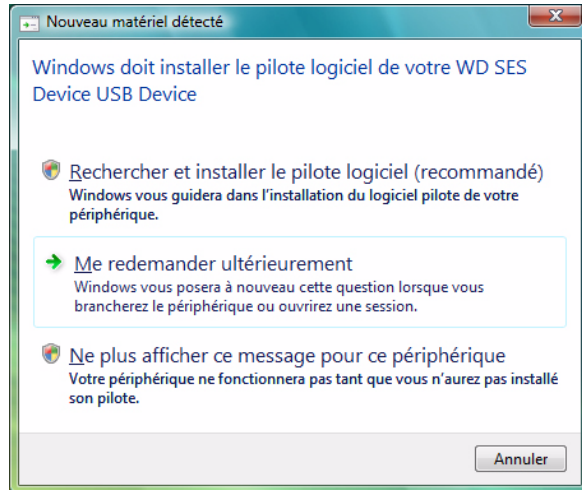 Nouveau matériel détecté
Windows doit installer le pilote logiciel de votre WD SES
Device USB Device
Rechercher et installer le pilote logiciel (recommandé)
Windows vous guidera dans l'installation du logiciel pilote de votre
périphérique.
Me redemander ultérieurement
Windows vous posera à nouveau cette question lorsque vous
brancherez le périphérique ou ouvrirez une session.
Ne plus afficher ce message pour ce périphérique
Votre périphérique ne fonctionnera pas tant que vous n'aurez pas installé
son pilote.
Annuler